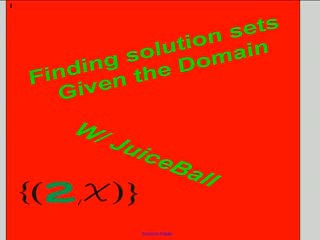 Finding solution sets
Given the Domain
W/ JuiceBall
{(2,x)}